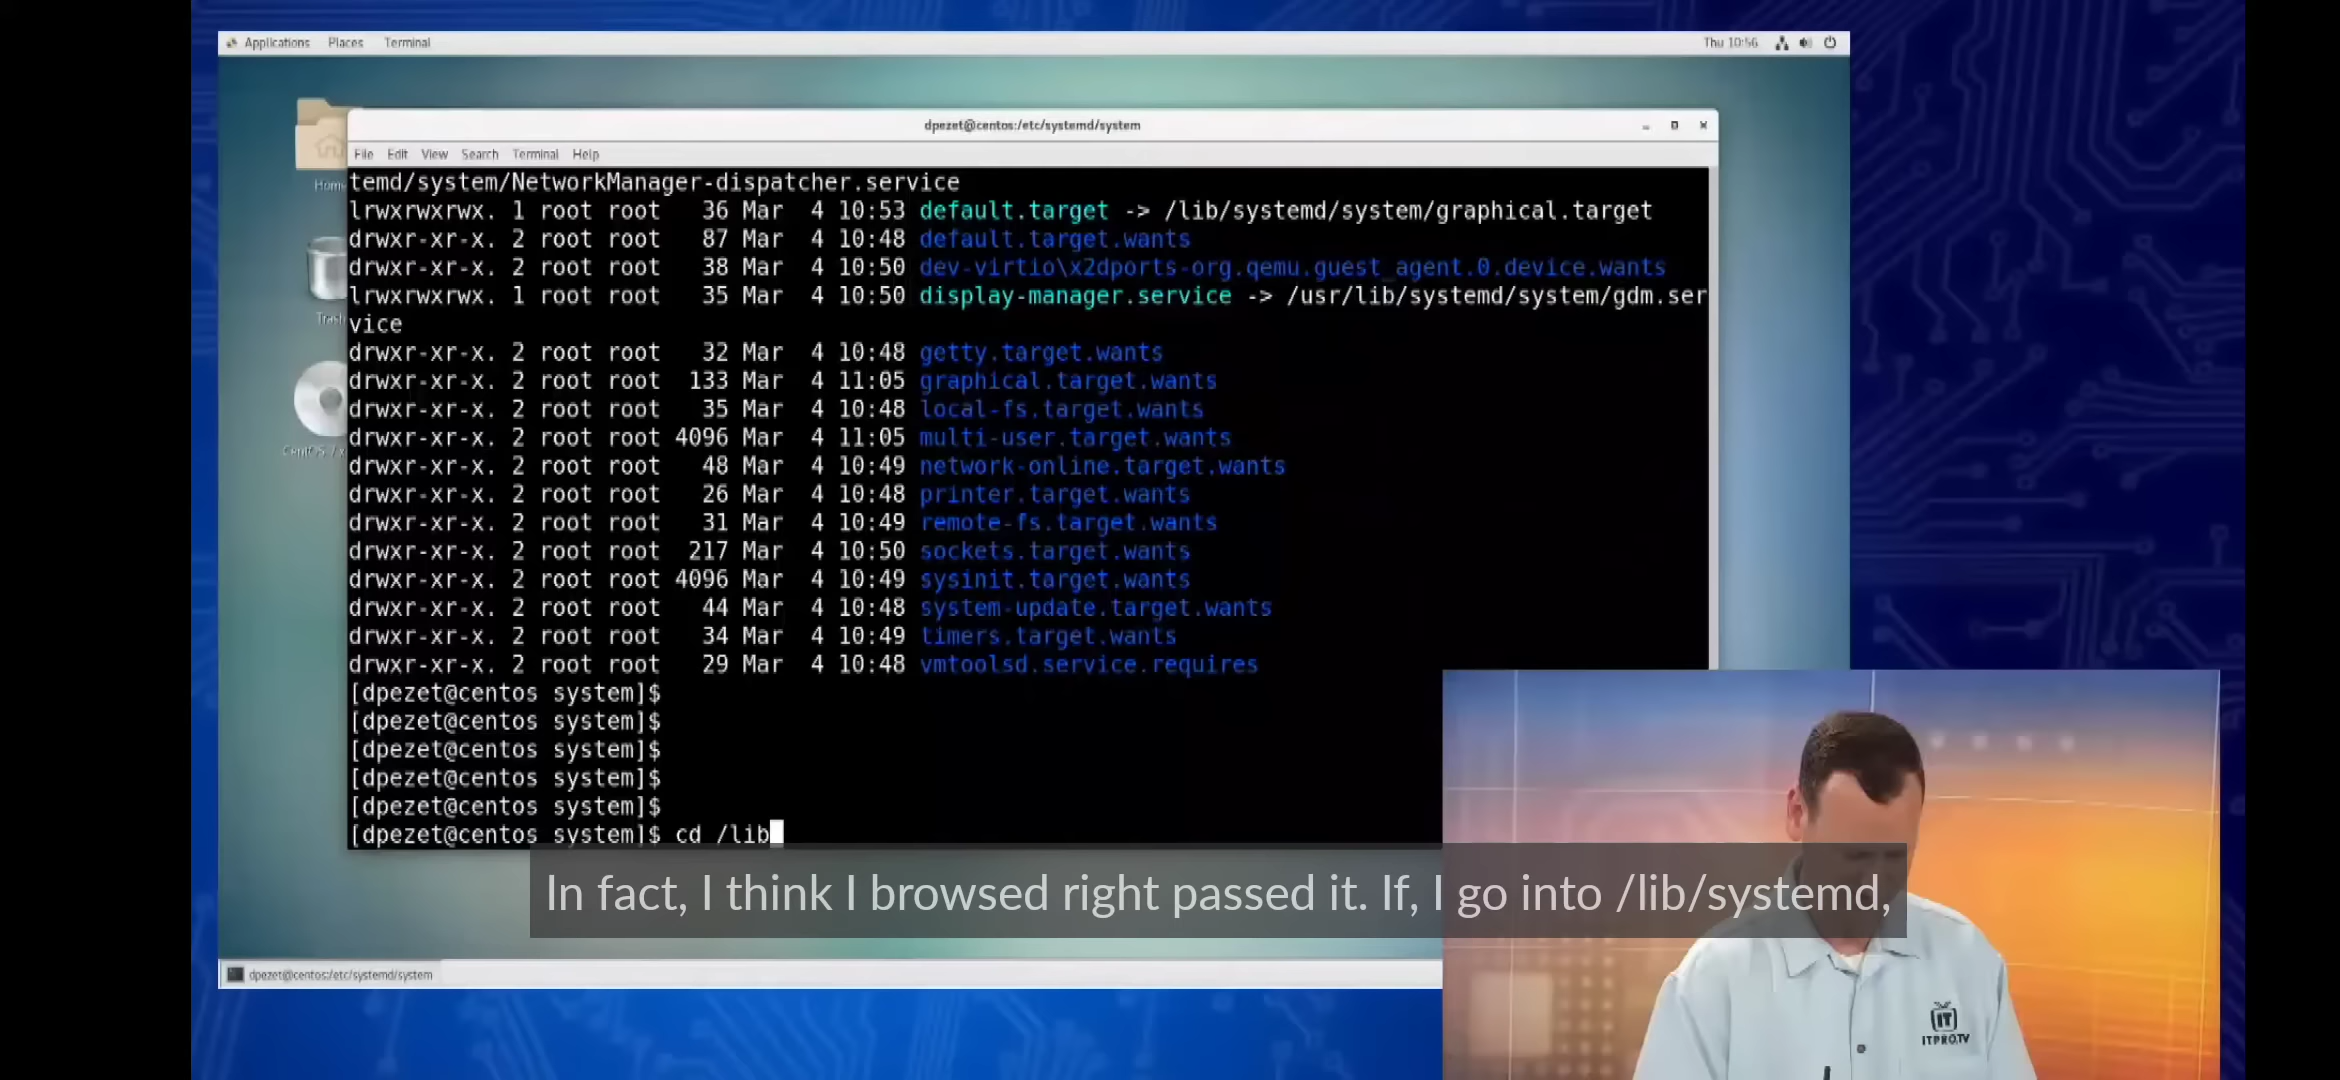 Applications Places Terminal
Thu 10:56
dpezet@centos:/etc/systemd/system
File Edit View Search Terminal Help
Home
Trash
temd/system/NetworkManager-dispatcher.service
lrwxrwxrwx. 1 root root 36 Mar 4 10:53 default.target -> /lib/systemd/system/graphical.target
drwxr-xr-x. 2 root root 87 Mar 4 10:48 default.target.wants
drwxr-xr-x. 2 root root 38 Mar 4 10:50 dev-virtio\x2dports-org.qemu.guest_agent.0.device.wants
lrwxrwxrwx. 1 root root 35 Mar 4 10:50 display-manager.service -> /usr/lib/systemd/system/gdm.ser
vice
drwxr-xr-x. 2 root root 32 Mar 4 10:48 getty.target.wants
drwxr-xr-x. 2 root root 133 Mar 4 11:05 graphical.target.wants
drwxr-xr-x. 2 root root 35 Mar 4 10:48 local-fs.target.wants
drwxr-xr-x. 2 root root 4096 Mar 4 11:05 multi-user.target.wants
drwxr-xr-x. 2 root root 48 Mar 4 10:49 network-online.target.wants
drwxr-xr-x. 2 root root 26 Mar 4 10:48 printer.target.wants
drwxr-xr-x. 2 root root 31 Mar 4 10:49 remote-fs.target.wants
drwxr-xr-x. 2 root root 217 Mar 4 10:50 sockets.target.wants
drwxr-xr-x. 2 root root 4096 Mar 4 10:49 sysinit.target.wants
drwxr-xr-x. 2 root root 44 Mar 4 10:48 system-update.target.wants
drwxr-xr-x. 2 root root 34 Mar 4 10:49 timers.target.wants
drwxr-xr-x. 2 root root 29 Mar 4 10:48 vmtoolsd.service.requires
[dpezet@centos system]$
[dpezet@centos system]$
[dpezet@centos system]$
[dpezet@centos system]$
[dpezet@centos system]$
[dpezet@centos system]$ cd /lib
In fact, I think I browsed right passed it. If, I go into /lib/systemd,
dpezet@centos:/etc/systemd/system
IT
ITPRO.TV